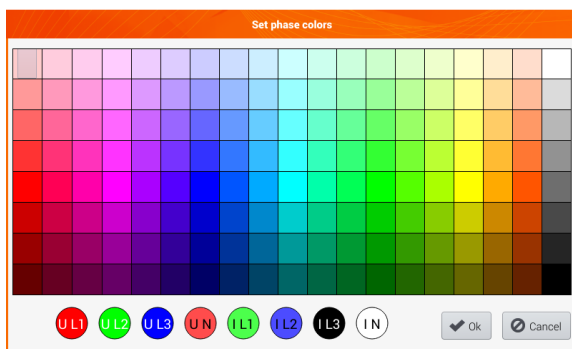 Set phase colors
U L1 U L2 U L3 U N I L1 I L2 I L3 I N Ok Cancel